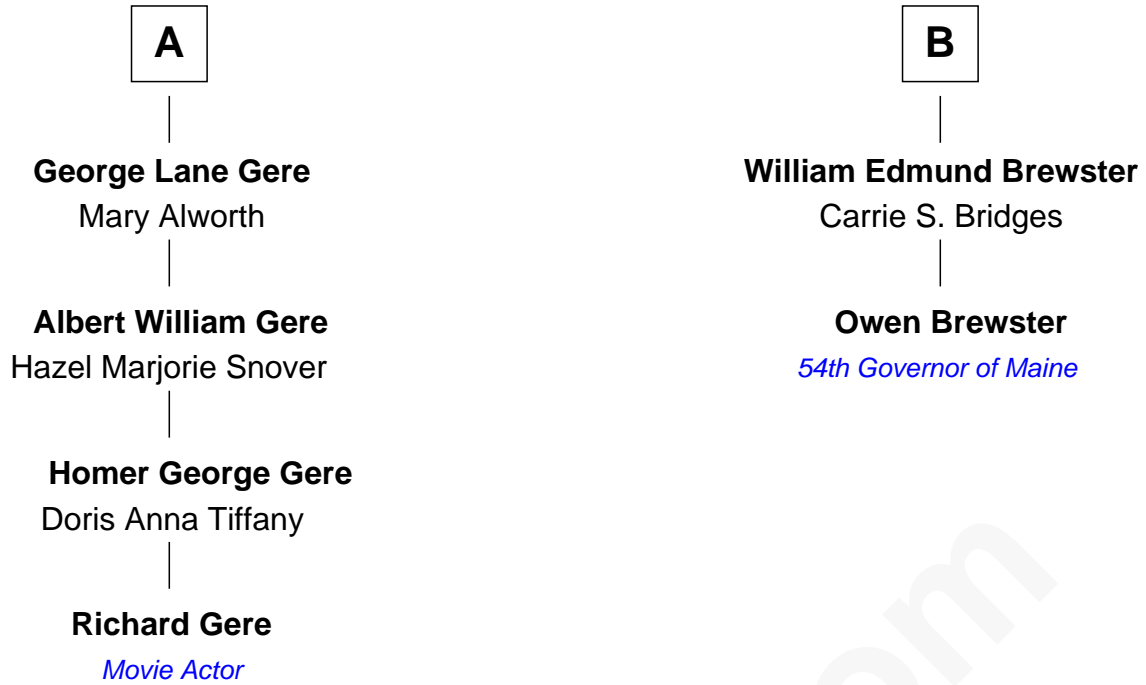 A
George Lane Gere
Mary Alworth
Albert William Gere
Hazel Marjorie Snover
Homer George Gere
Doris Anna Tiffany
Richard Gere
Movie Actor
B
William Edmund Brewster
Carrie S. Bridges
Owen Brewster
54th Governor of Maine
om